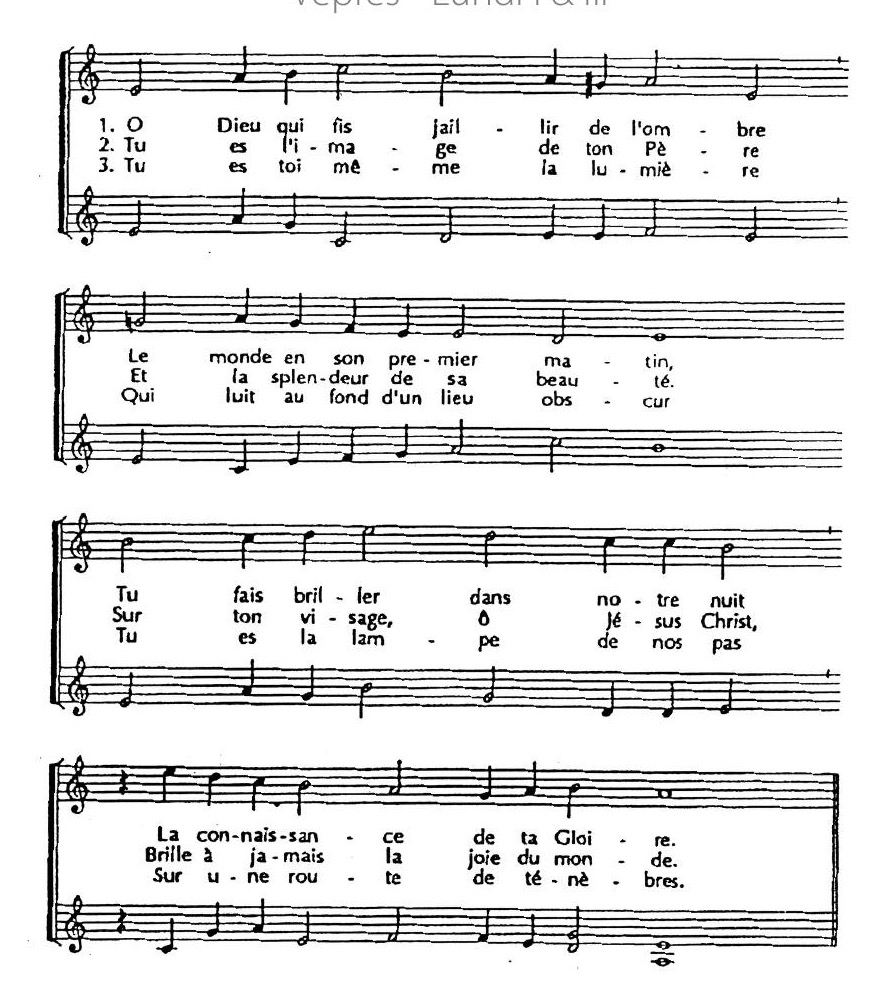 Vêpres - Lundi I & III
1. O Dieu qui fis jail - lir de l'om - bre
2. Tu es l'i - ma - ge de ton Pè - re
3. Tu es toi mê - me la lu - miè - re
Le monde en son pre - mier ma - tin,
Et la splen - deur de sa beau - té.
Qui luit au fond d'un lieu obs - cur
Tu fais bril - ler dans no - tre nuit
Sur ton vi - sage, ô Jé - sus Christ,
Tu es la lam - pe de nos pas
La con - nais - san - ce de ta Gloi - re.
Brille à ja - mais la joie du mon - de.
Sur u - ne rou - te de té - nè - bres.